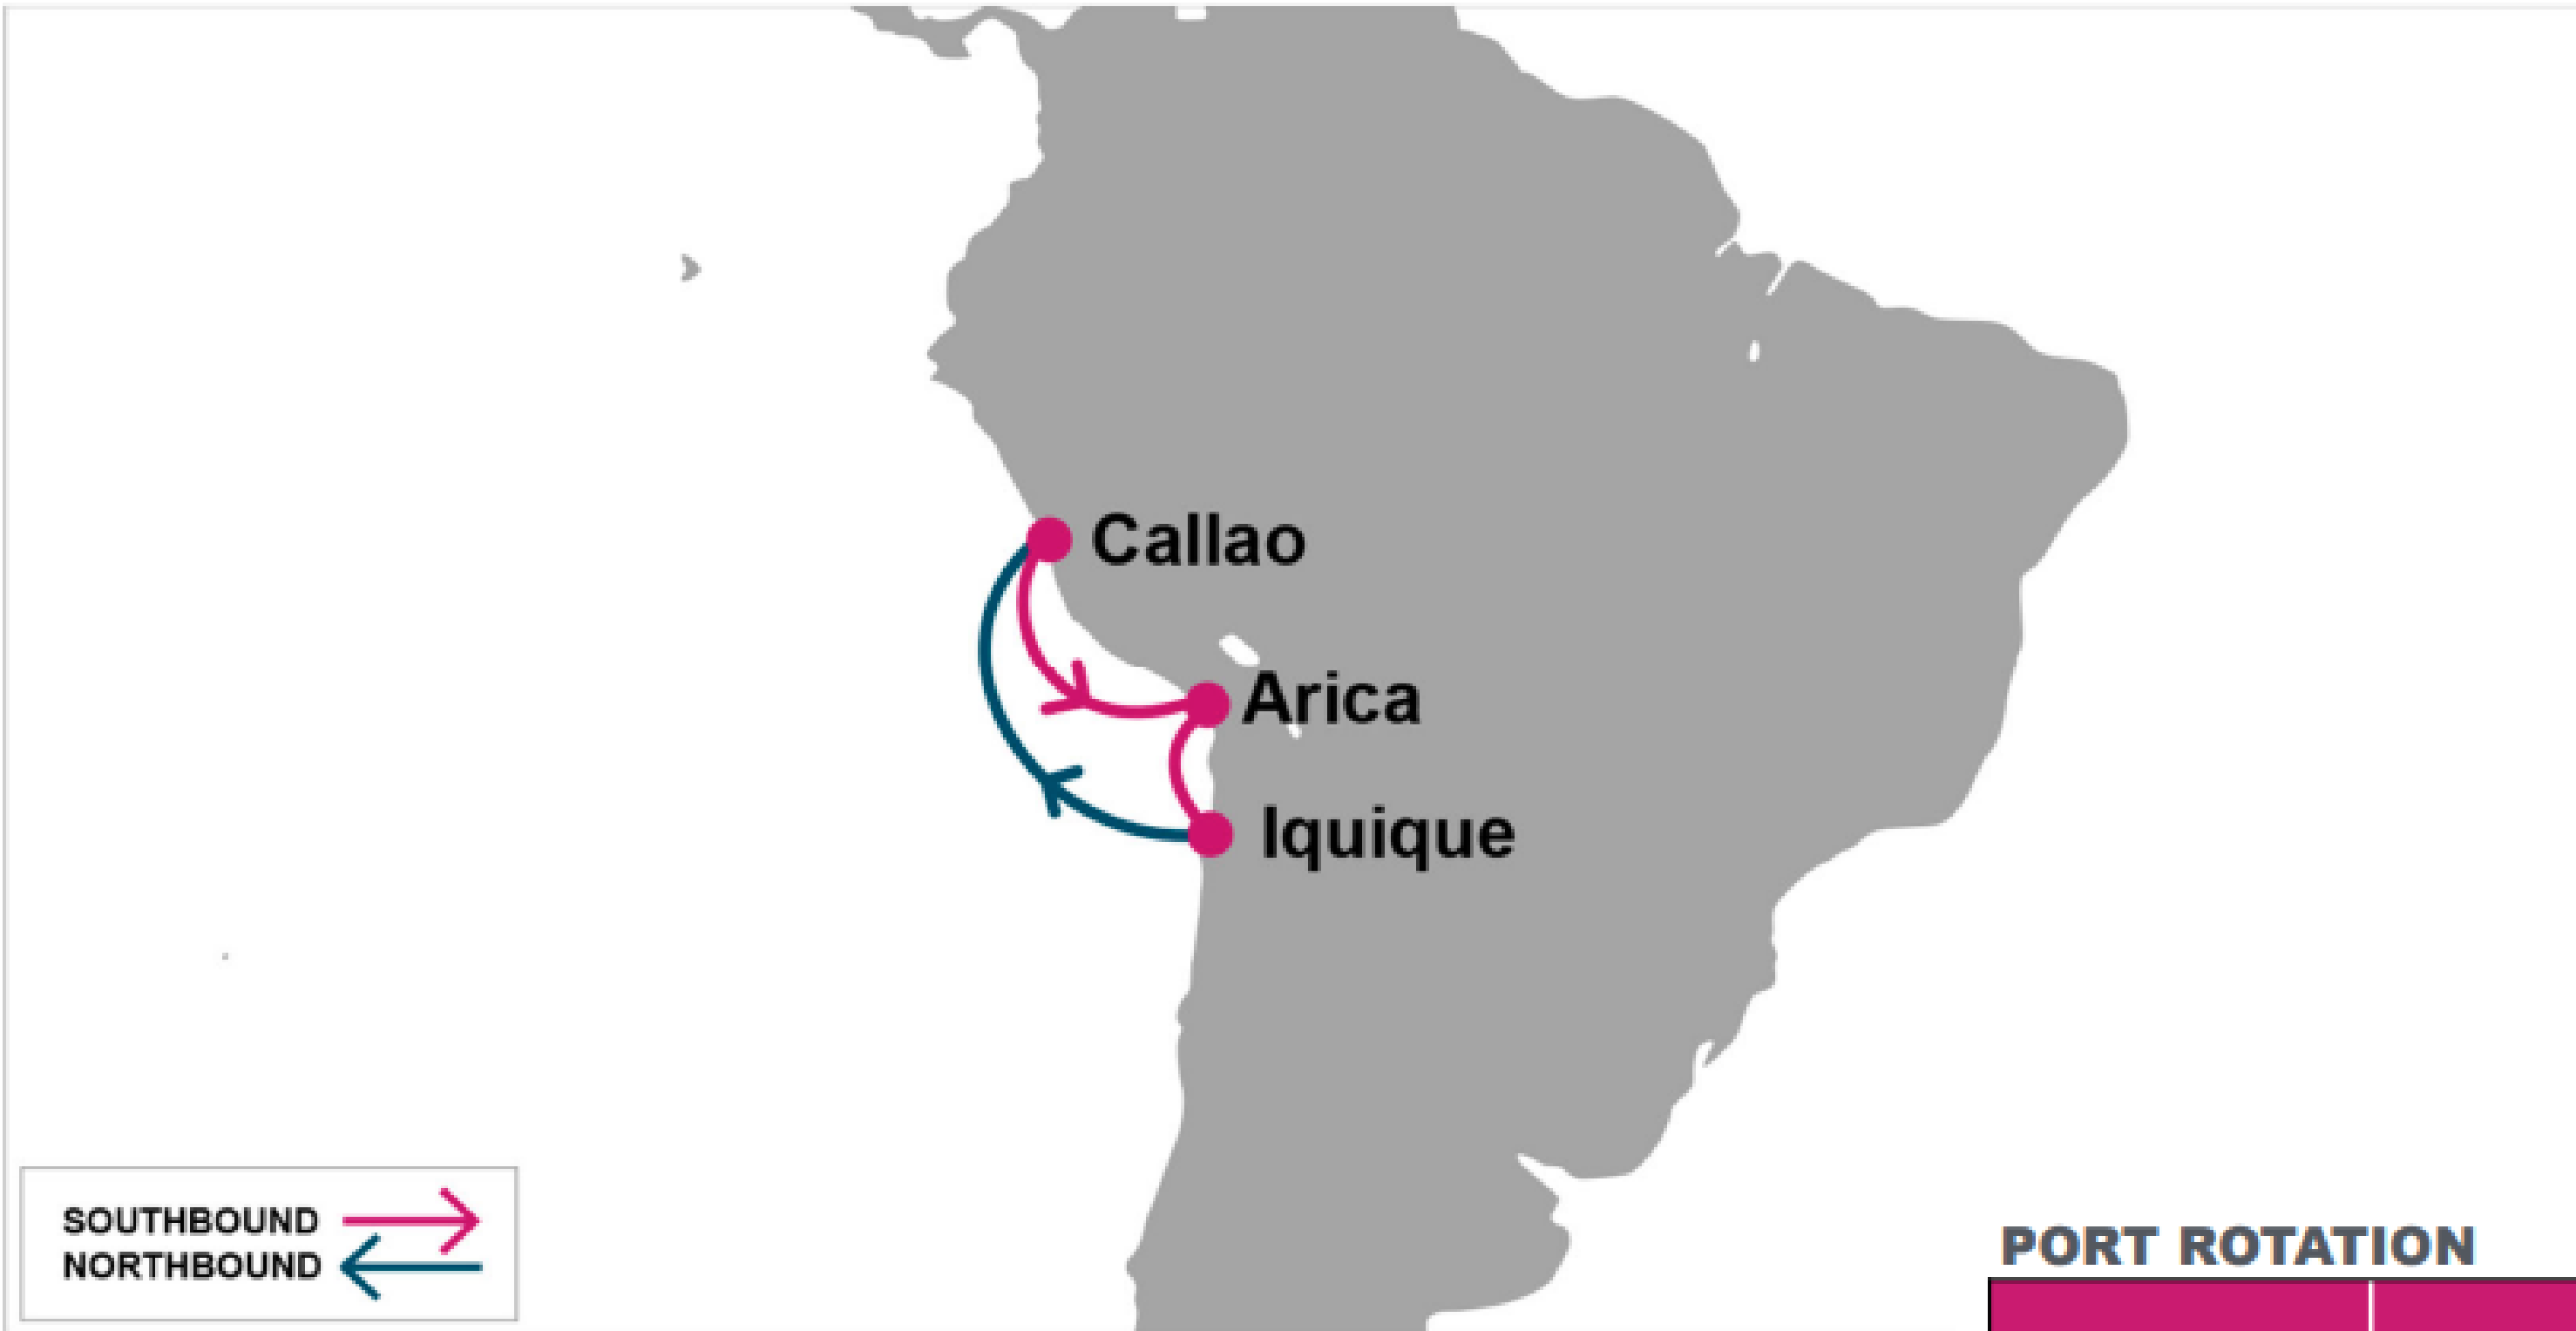 Callao
Arica
Iquique
SOUTHBOUND
NORTHBOUND
PORT ROTATION